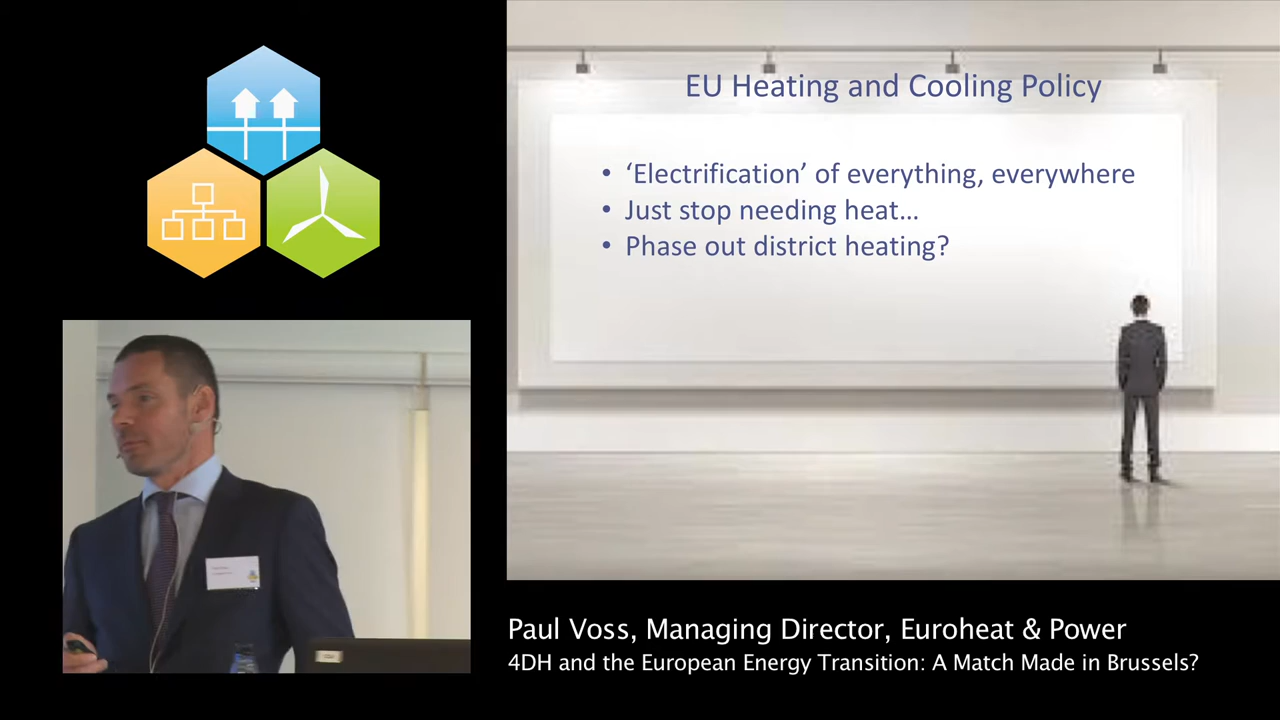 EU Heating and Cooling Policy
• ‘Electrification’ of everything, everywhere
• Just stop needing heat...
• Phase out district heating?
Paul Voss, Managing Director, Euroheat & Power
4DH and the European Energy Transition: A Match Made in Brussels?